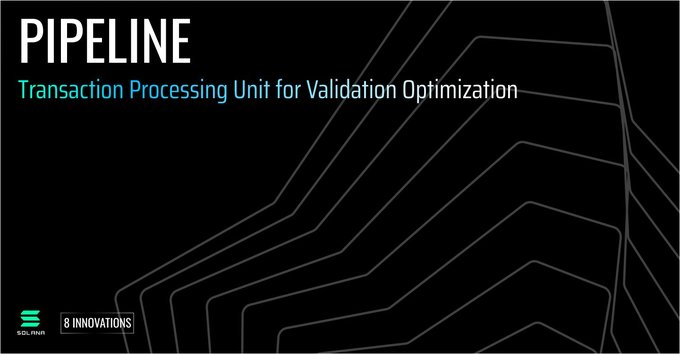 PIPELINE
Transaction Processing Unit for Validation Optimization
SOLANA
8 INNOVATIONS